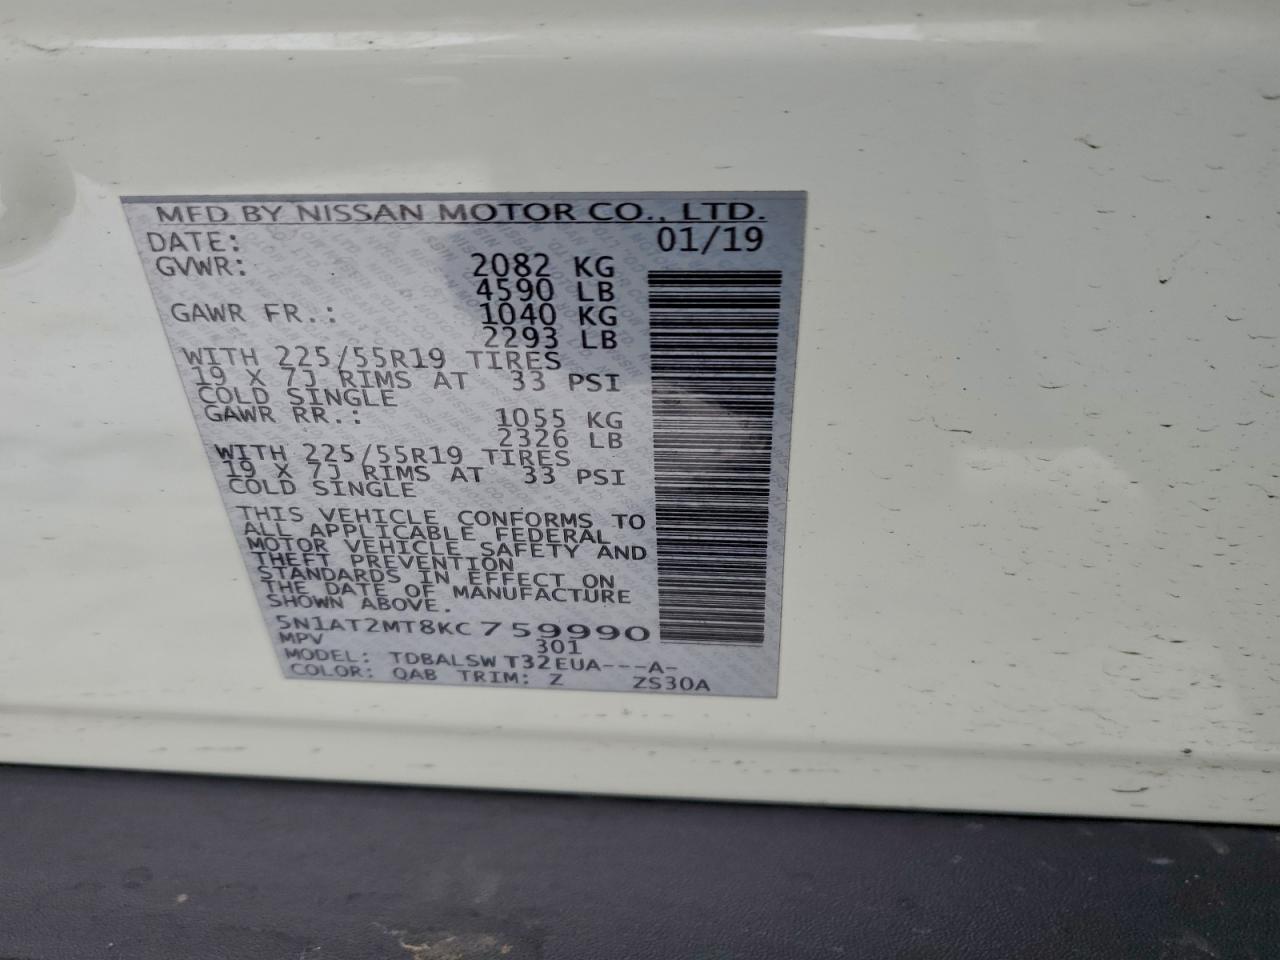 MFD BY NISSAN MOTOR CO., LTD.
DATE: 01/19
GVWR: 2082 KG
4590 LB
GAWR FR.: 1040 KG
2293 LB
WITH 225/55R19 TIRES
19 X 7J RIMS AT 33 PSI
COLD SINGLE
GAWR RR.: 1055 KG
2326 LB
WITH 225/55R19 TIRES
19 X 7J RIMS AT 33 PSI
COLD SINGLE
THIS VEHICLE CONFORMS TO
ALL APPLICABLE FEDERAL
MOTOR VEHICLE SAFETY AND
THEFT PREVENTION
STANDARDS IN EFFECT ON
THE DATE OF MANUFACTURE
SHOWN ABOVE.
5N1AT2MT8KC759990
MPV 301
MODEL: TDBALSW T32EUA---A-
COLOR: QAB TRIM: Z ZS30A